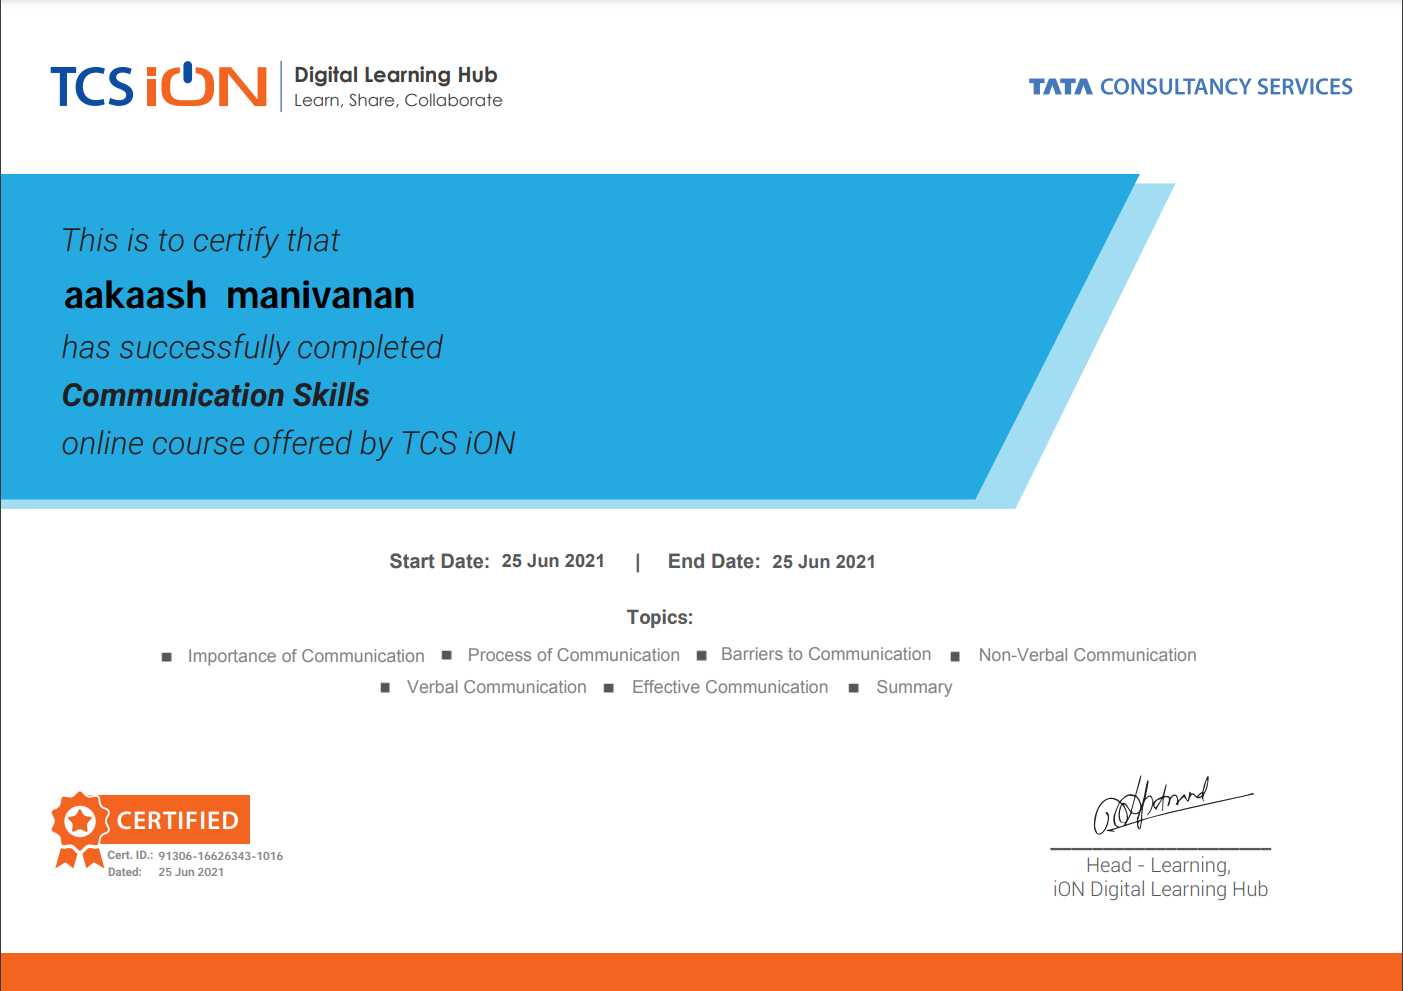 TCS iON
Digital Learning Hub
Learn, Share, Collaborate
TATA CONSULTANCY SERVICES
This is to certify that
aakaash manivanan
has successfully completed
Communication Skills
online course offered by TCS iON
Start Date: 25 Jun 2021 | End Date: 25 Jun 2021
Topics:
■ Importance of Communication ■ Process of Communication ■ Barriers to Communication ■ Non-Verbal Communication
■ Verbal Communication ■ Effective Communication ■ Summary
CERTIFIED
Cert. ID.: 91306-16626343-1016
Dated: 25 Jun 2021
Head - Learning,
iON Digital Learning Hub